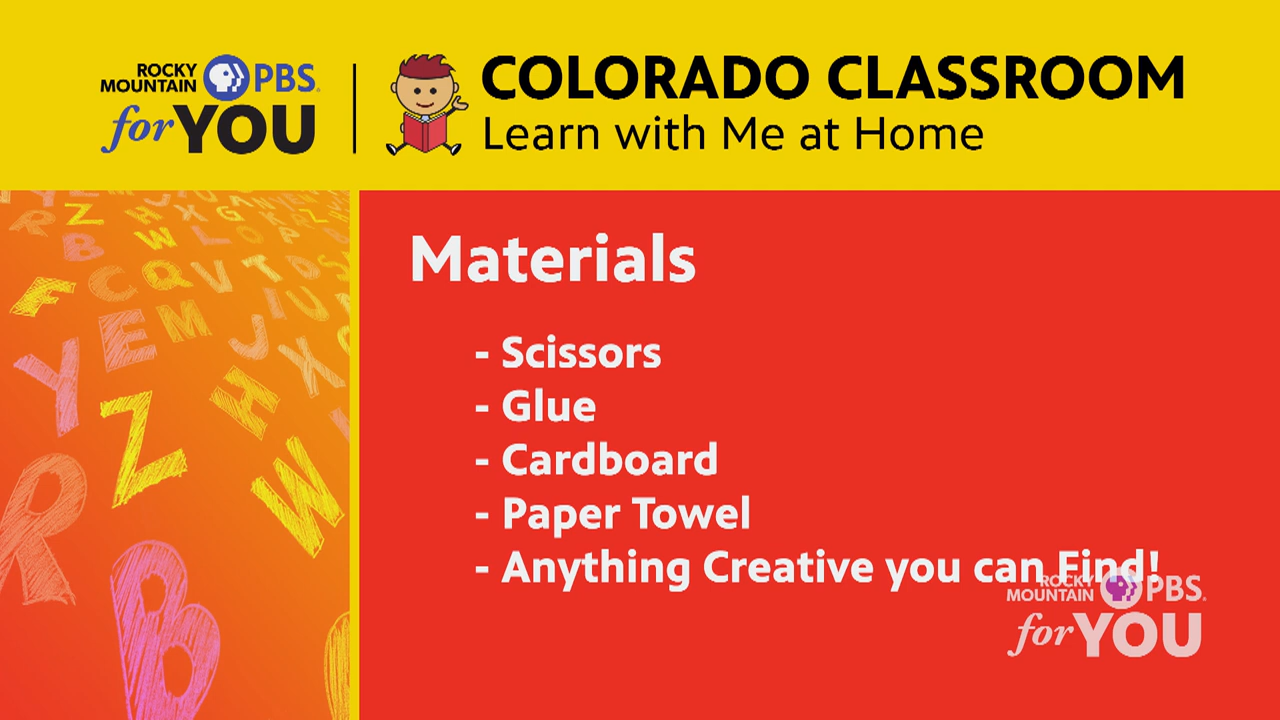 ROCKY
MOUNTAIN PBS
for YOU
COLORADO CLASSROOM
Learn with Me at Home
Materials
- Scissors
- Glue
- Cardboard
- Paper Towel
- Anything Creative you can Find!
ROCKY
MOUNTAIN PBS
for YOU